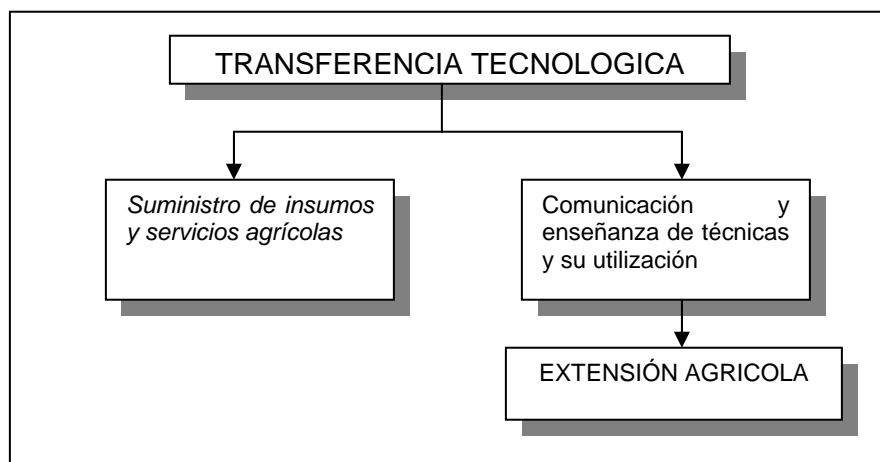 TRANSFERENCIA TECNOLOGICA
Suministro de insumos
y servicios agrícolas
Comunicación y
enseñanza de técnicas
y su utilización
EXTENSIÓN AGRICOLA